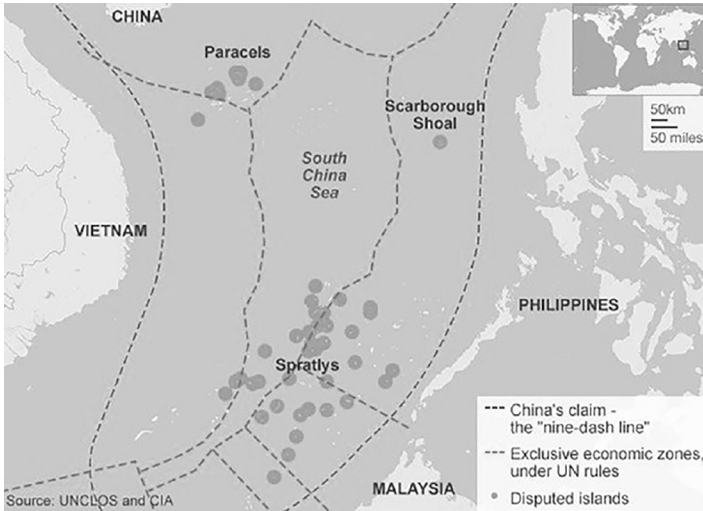 CHINA
Paracels
Scarborough
Shoal
50km
50 miles
South
China
Sea
VIETNAM
PHILIPPINES
Spratlys
China's claim -
the "nine-dash line"
Exclusive economic zones,
under UN rules
Disputed islands
MALAYSIA
Source: UNCLOS and CIA